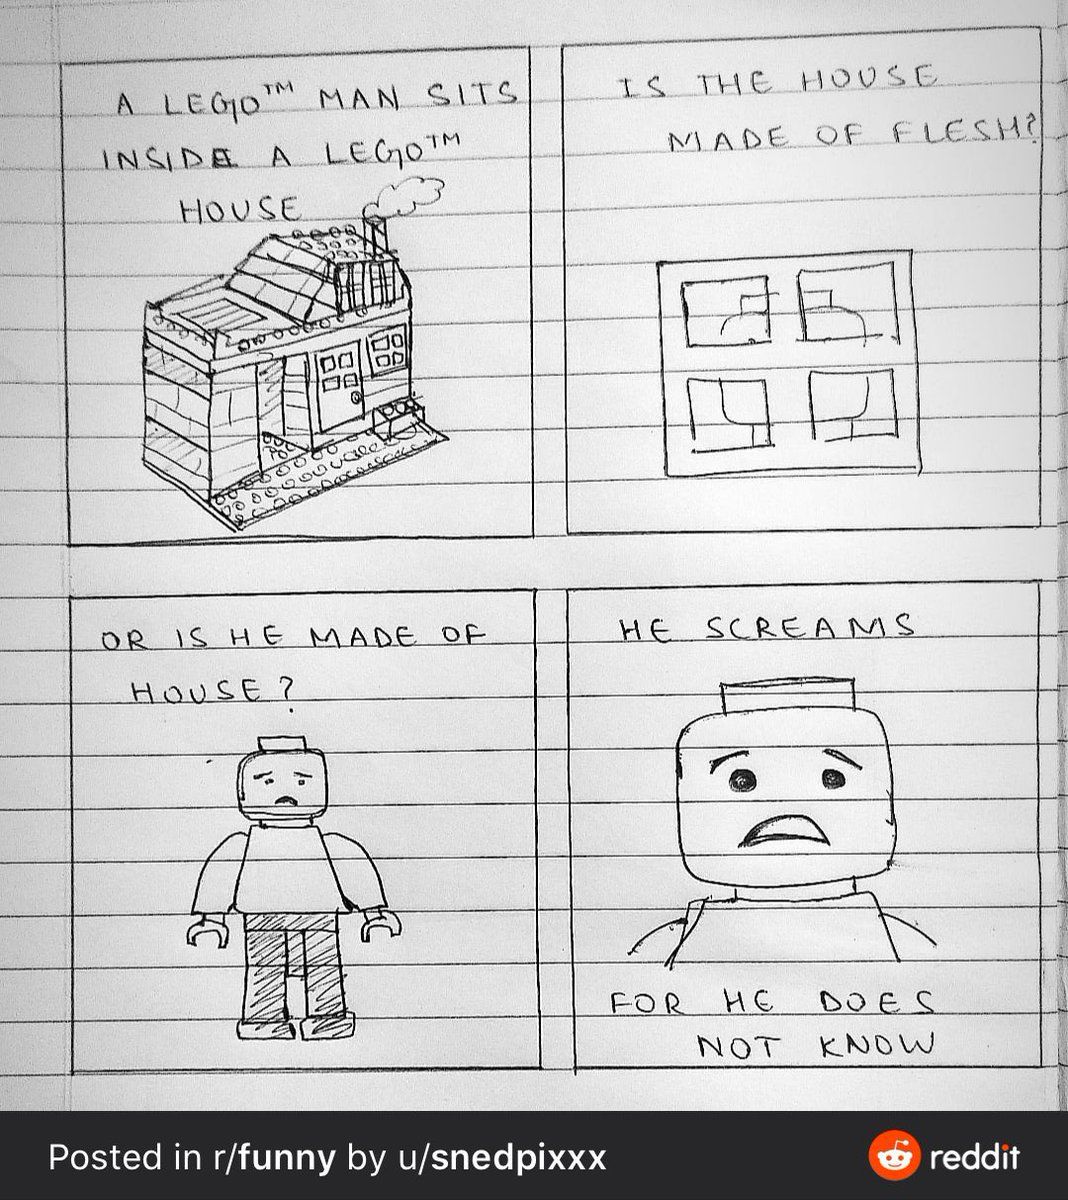 A LEGO™ MAN SITS
INSIDE A LEGO™
HOUSE
IS THE HOUSE
MADE OF FLESH?
OR IS HE MADE OF
HOUSE?
HE SCREAMS
FOR HE DOES
NOT KNOW
Posted in r/funny by u/snedpixxx
reddit